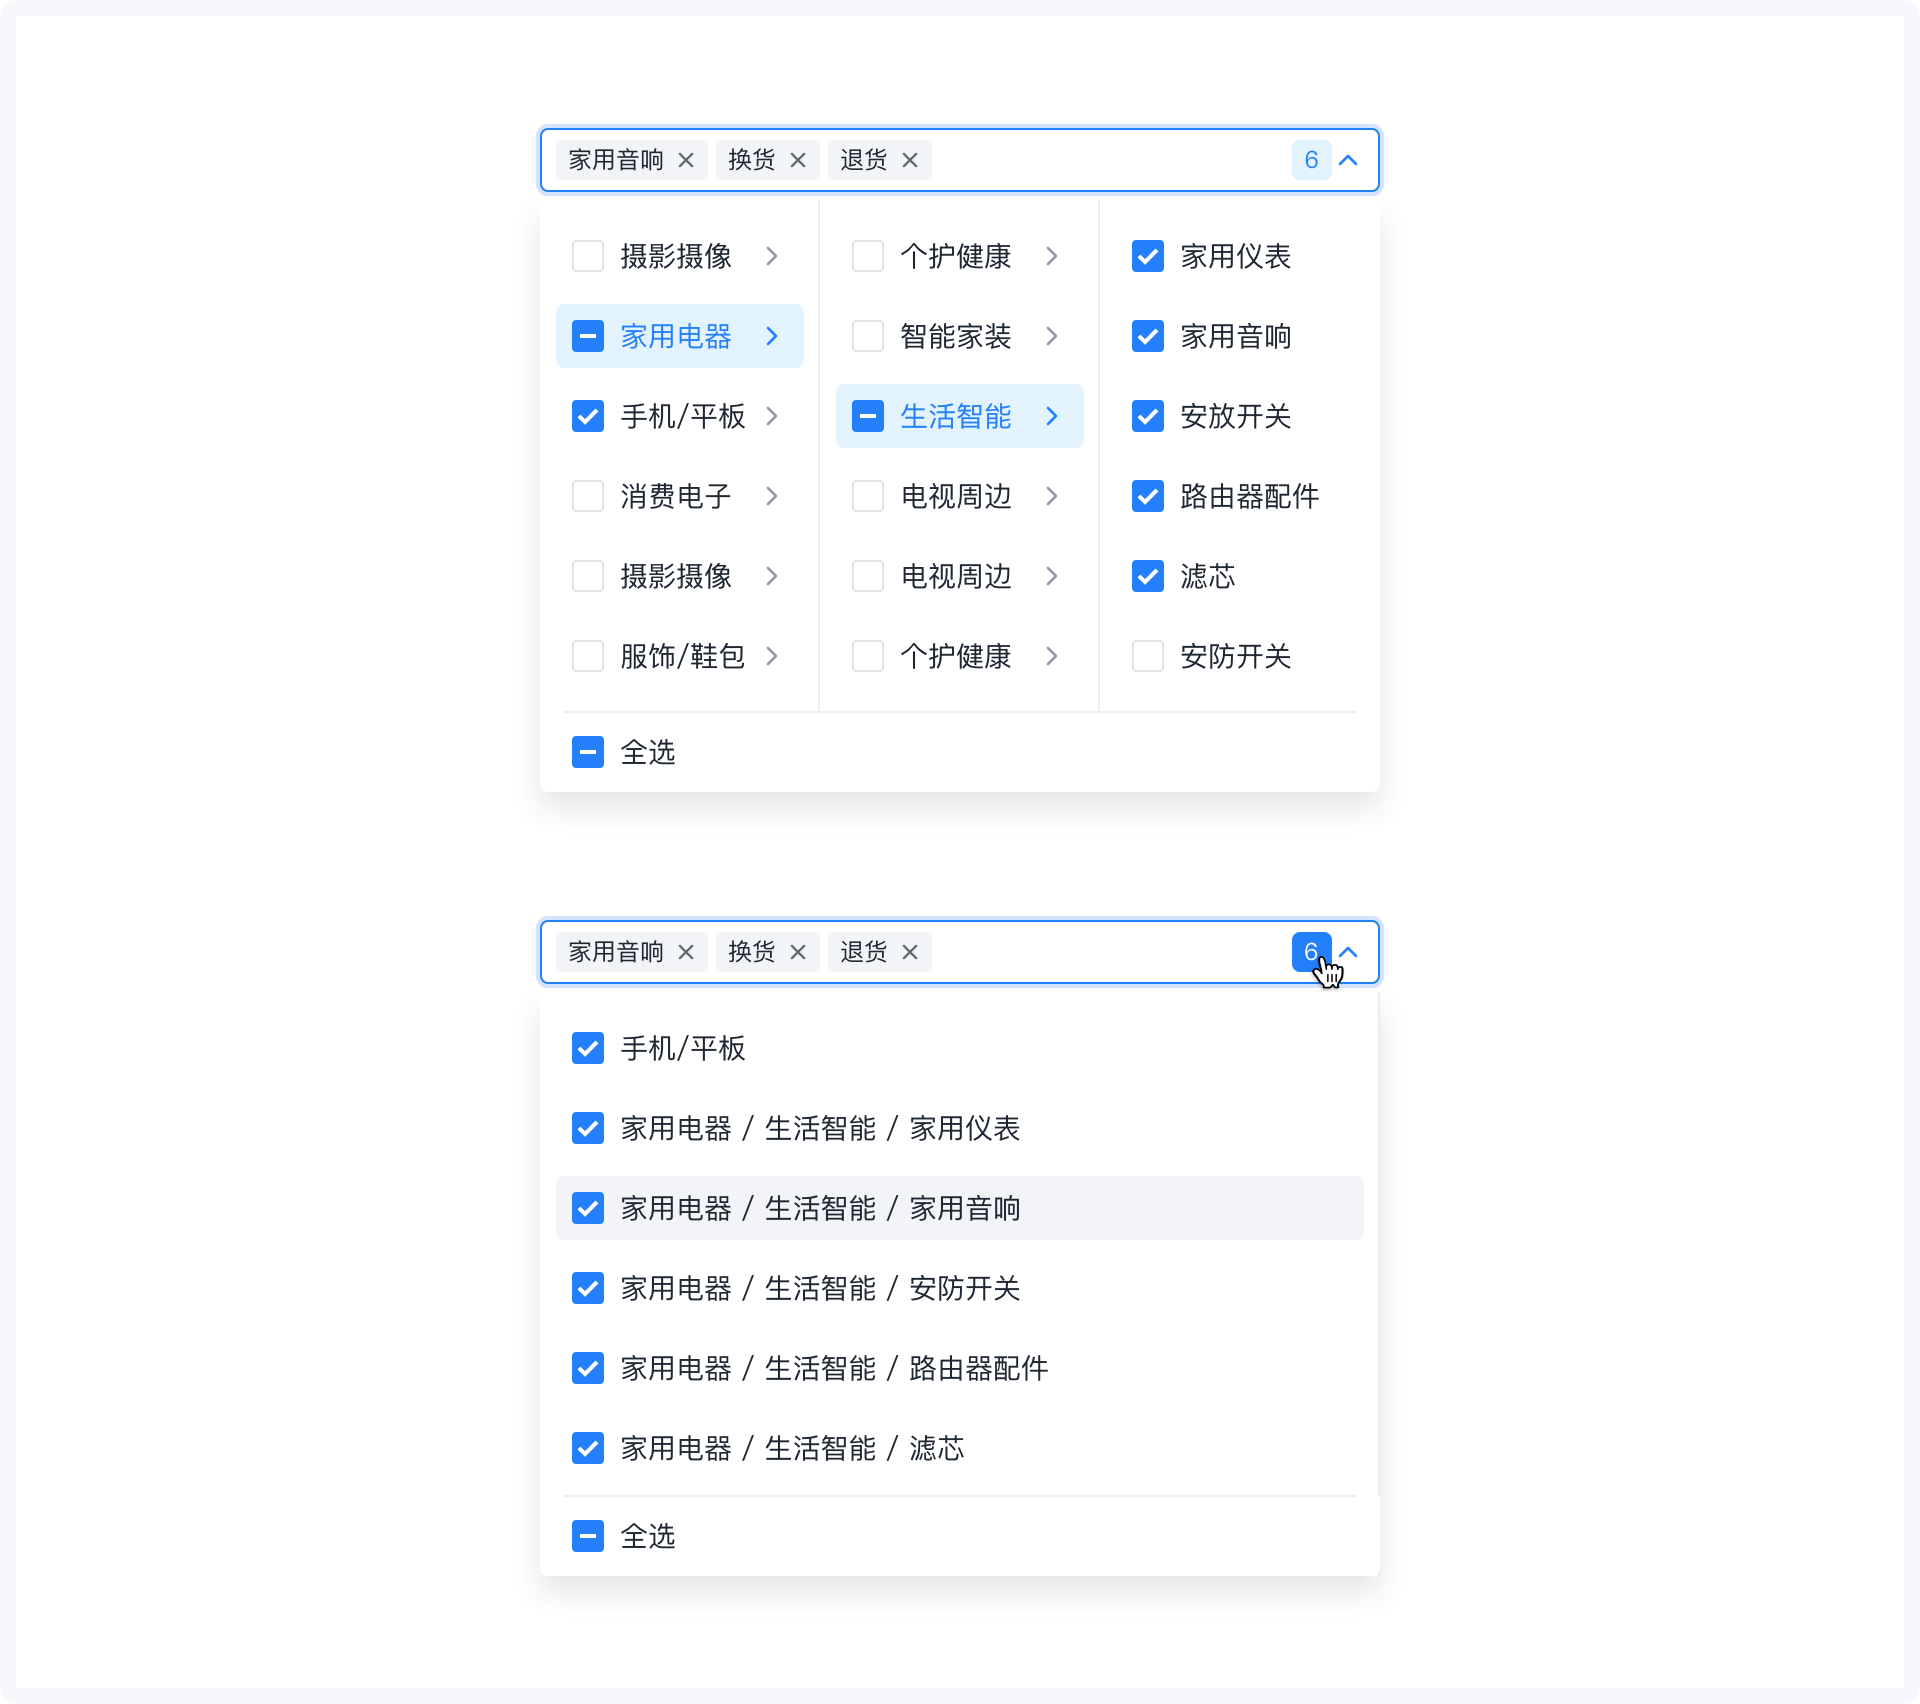 家用音响 换货 退货 6
摄影摄像 个护健康 家用仪表
家用电器 智能家装 家用音响
手机/平板 生活智能 安放开关
消费电子 电视周边 路由器配件
摄影摄像 电视周边 滤芯
服饰/鞋包 个护健康 安防开关
全选
家用音响 换货 退货 6
手机/平板
家用电器 / 生活智能 / 家用仪表
家用电器 / 生活智能 / 家用音响
家用电器 / 生活智能 / 安防开关
家用电器 / 生活智能 / 路由器配件
家用电器 / 生活智能 / 滤芯
全选